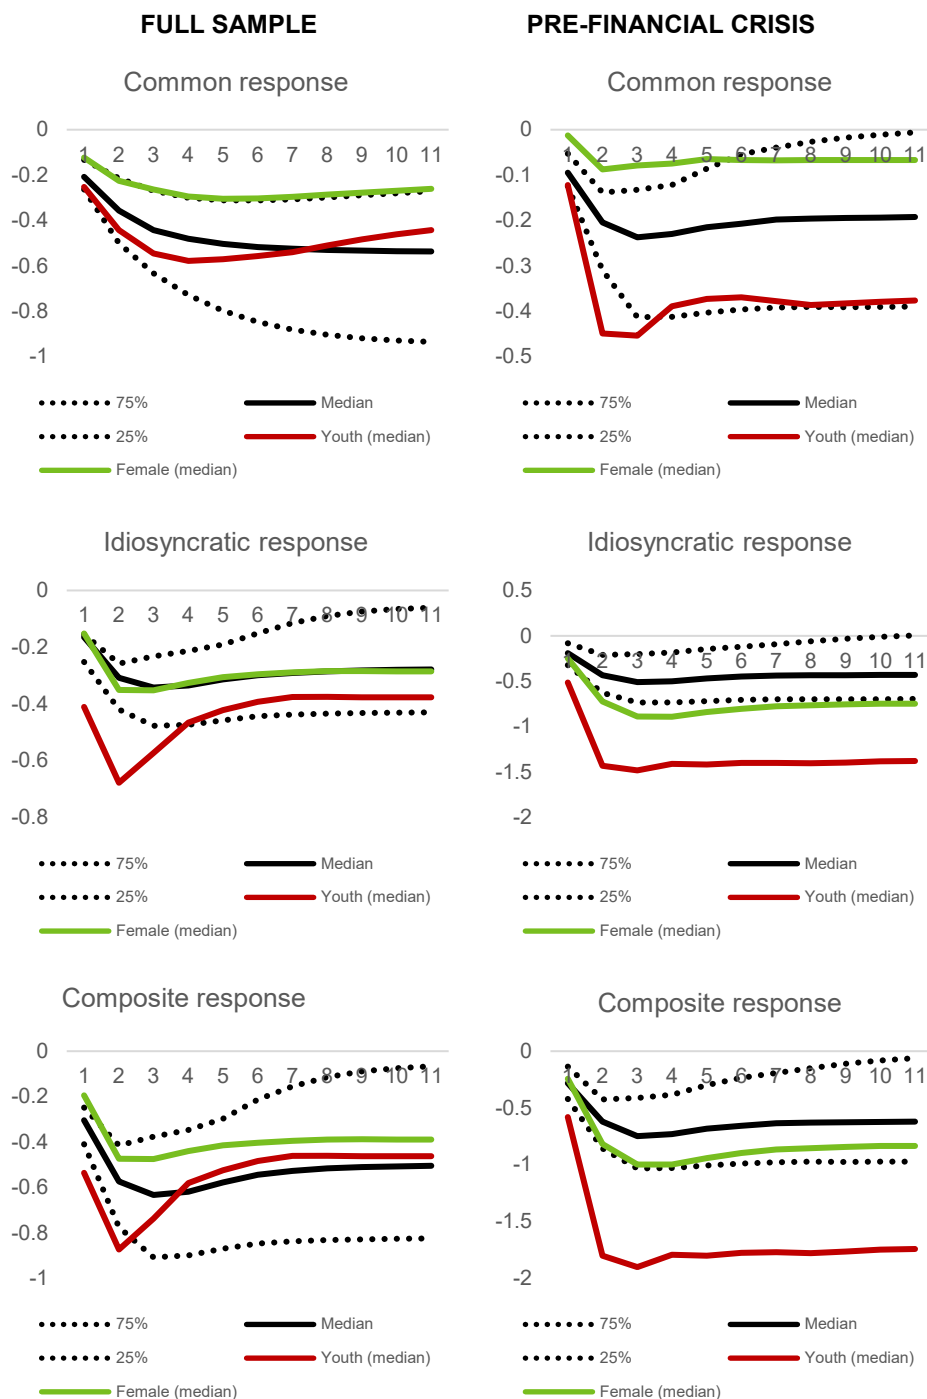 FULL SAMPLE
PRE-FINANCIAL CRISIS
Common response
0
-0.2
-0.4
-0.6
-0.8
-1
1 2 3 4 5 6 7 8 9 10 11
75% Median
25% Youth (median)
Female (median)
Common response
0
-0.1
-0.2
-0.3
-0.4
-0.5
1 2 3 4 5 6 7 8 9 10 11
75% Median
25% Youth (median)
Female (median)
Idiosyncratic response
0
-0.2
-0.4
-0.6
-0.8
1 2 3 4 5 6 7 8 9 10 11
75% Median
25% Youth (median)
Female (median)
Idiosyncratic response
0.5
0
-0.5
-1
-1.5
-2
1 2 3 4 5 6 7 8 9 10 11
75% Median
25% Youth (median)
Female (median)
Composite response
0
-0.2
-0.4
-0.6
-0.8
-1
1 2 3 4 5 6 7 8 9 10 11
75% Median
25% Youth (median)
Female (median)
Composite response
0
-0.5
-1
-1.5
-2
1 2 3 4 5 6 7 8 9 10 11
75% Median
25% Youth (median)
Female (median)